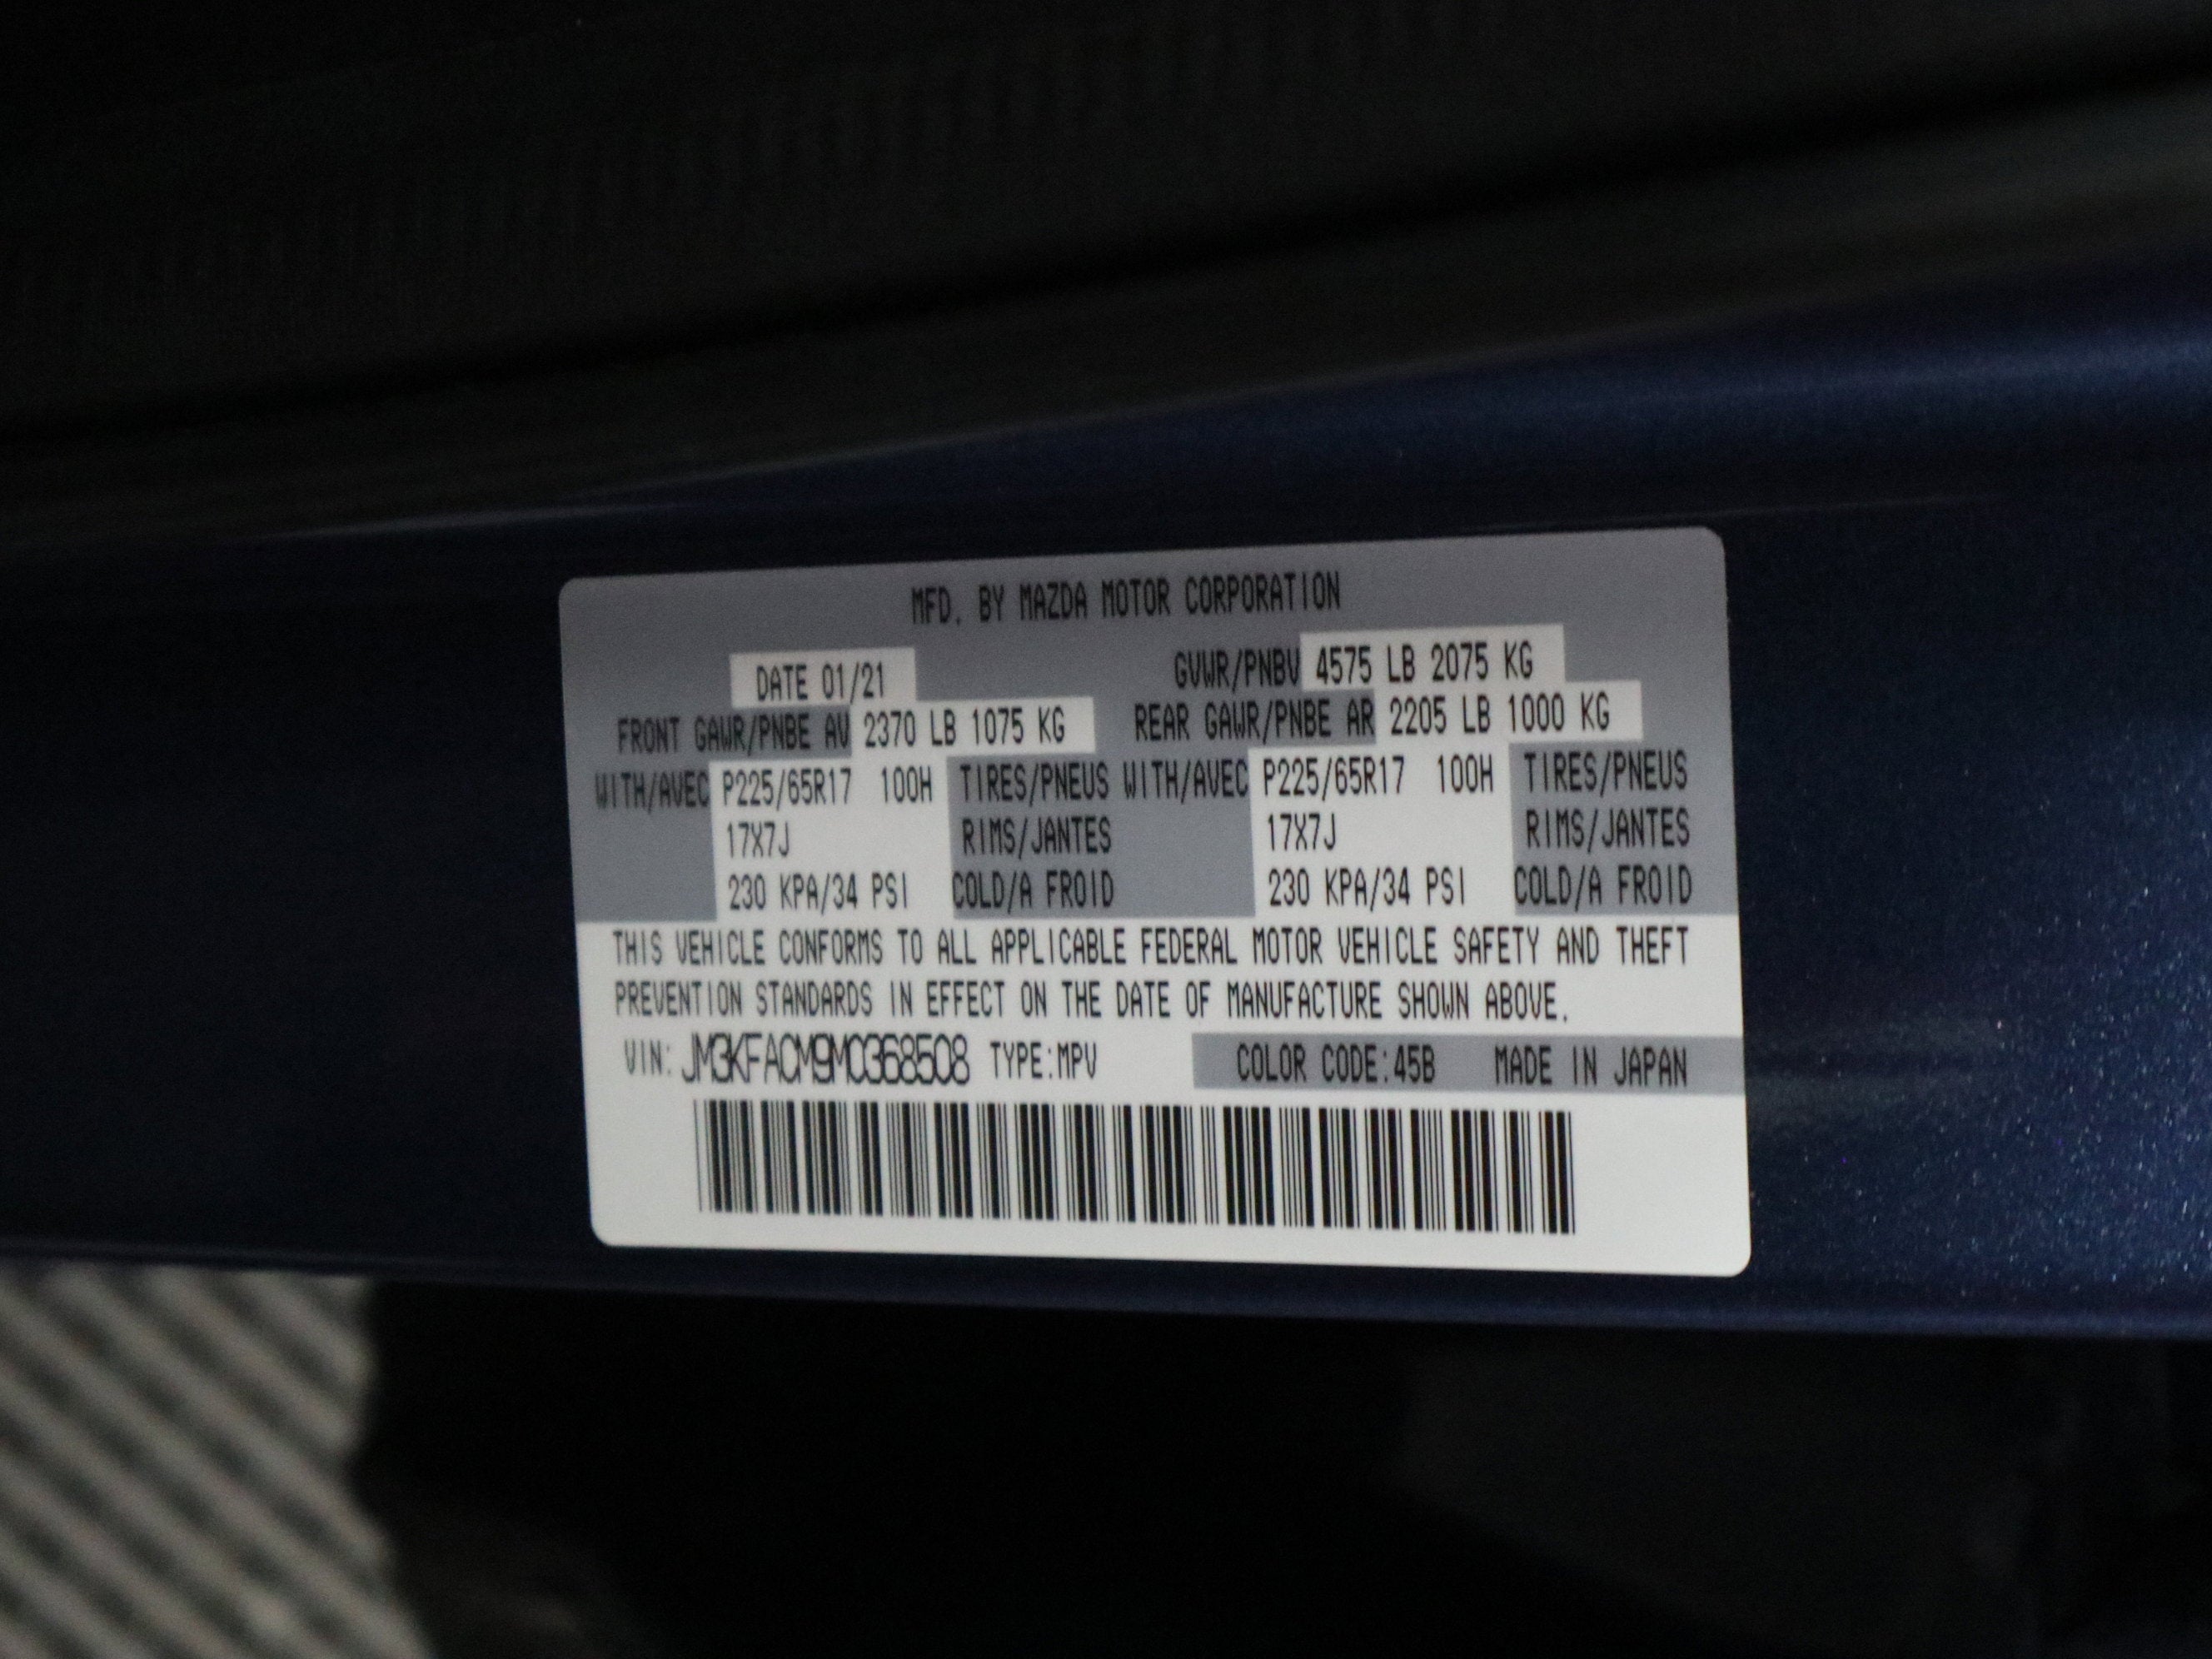 MFD. BY MAZDA MOTOR CORPORATION
DATE 01/21 GVWR/PNBV 4575 LB 2075 KG
FRONT GAWR/PNBE AV 2370 LB 1075 KG REAR GAWR/PNBE AR 2205 LB 1000 KG
WITH/AVEC P225/65R17 100H TIRES/PNEUS WITH/AVEC P225/65R17 100H TIRES/PNEUS
17X7J RIMS/JANTES 17X7J RIMS/JANTES
230 KPA/34 PSI COLD/A FROID 230 KPA/34 PSI COLD/A FROID
THIS VEHICLE CONFORMS TO ALL APPLICABLE FEDERAL MOTOR VEHICLE SAFETY AND THEFT
PREVENTION STANDARDS IN EFFECT ON THE DATE OF MANUFACTURE SHOWN ABOVE.
VIN: JM3KFACM9M0368508 TYPE:MPV COLOR CODE:45B MADE IN JAPAN